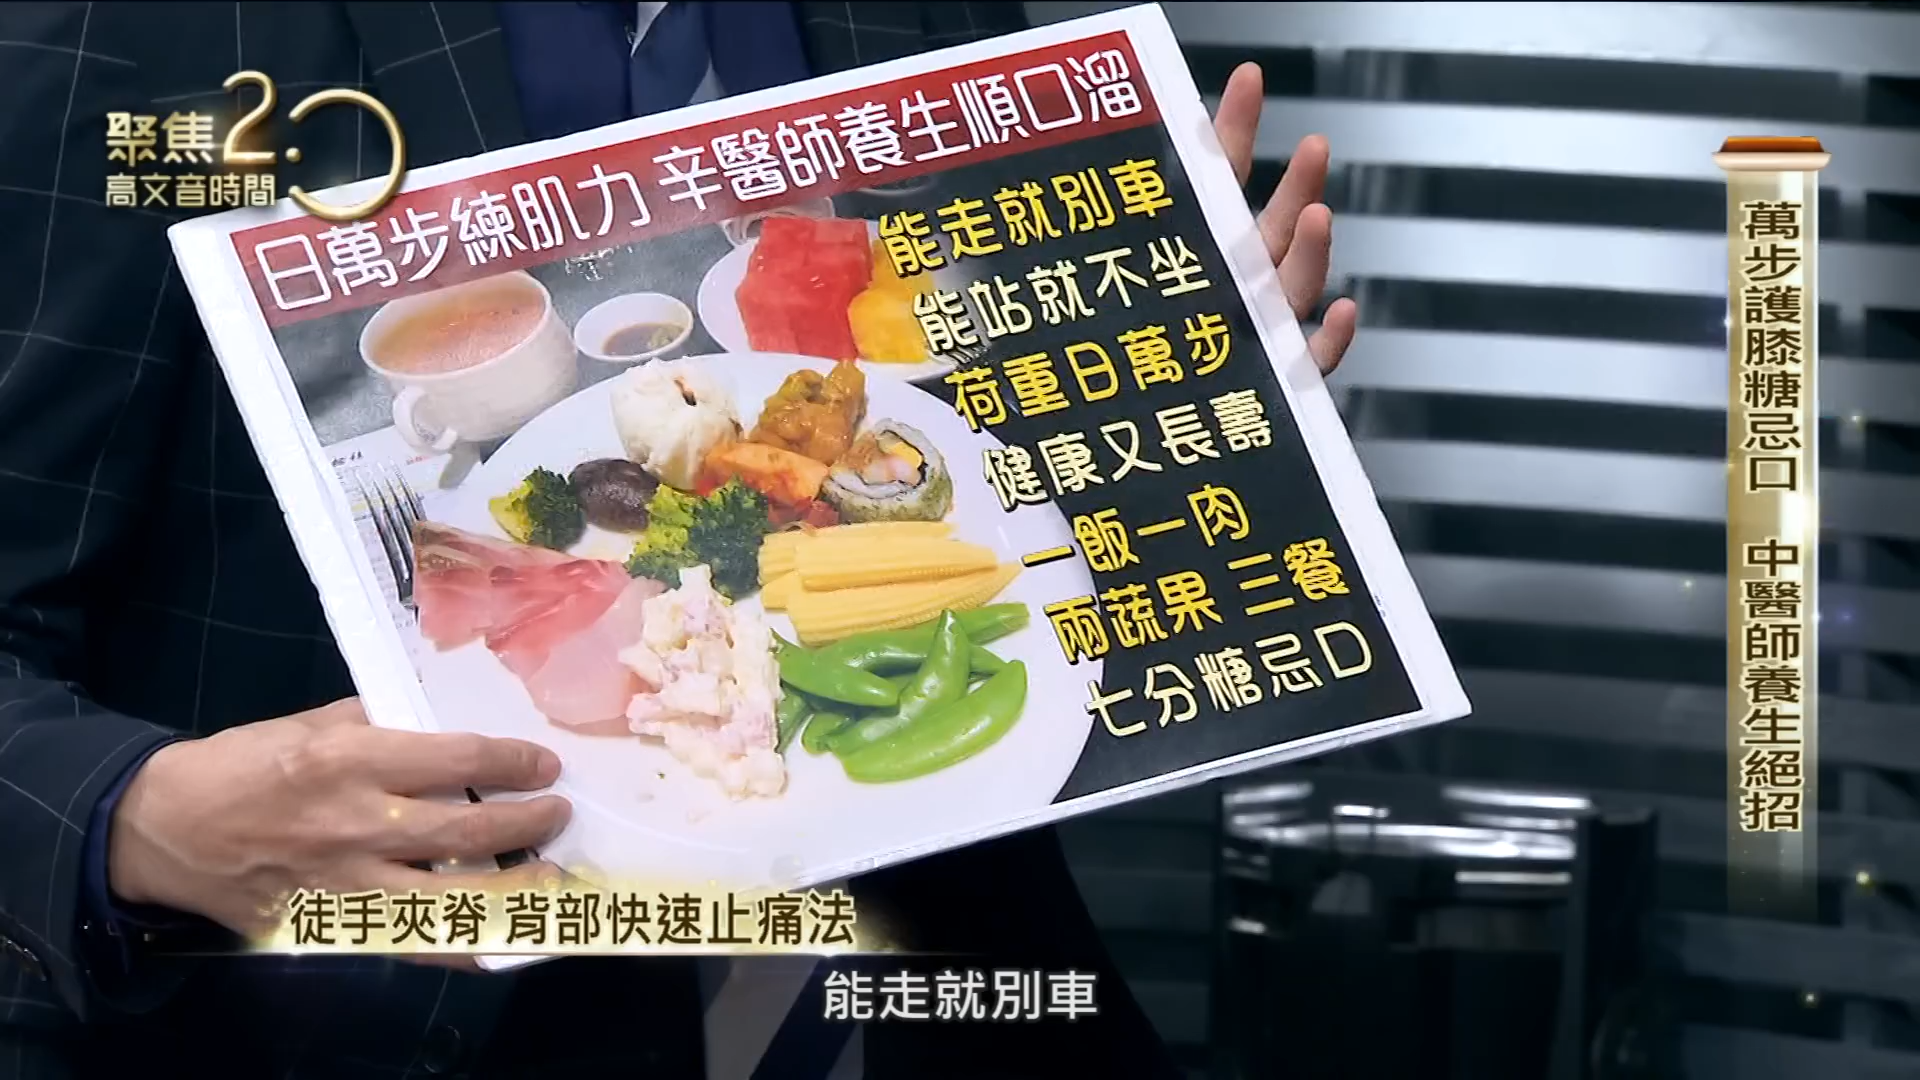 聚焦2.0
高文音時間
日萬步練肌力 辛醫師養生順口溜
能走就別車
能站就不坐
荷重日萬步
健康又長壽
一飯一肉
兩蔬果 三餐
七分糖忌口
萬步護膝糖忌口 中醫師養生絕招
徒手夾脊 背部快速止痛法
能走就別車